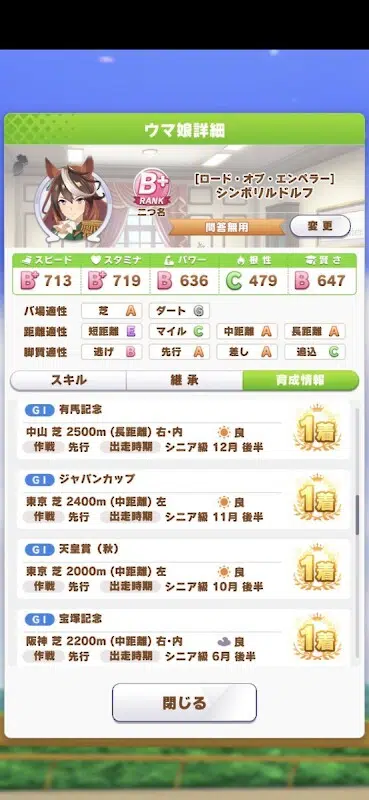 ウマ娘詳細
B+ RANK
二つ名
[ロード・オブ・エンペラー]
シンボリルドルフ
問答無用
変更
スピード スタミナ パワー 根性 賢さ
B+ 713 B+ 719 B 636 C 479 B 647
バ場適性 芝 A ダート G
距離適性 短距離 E マイル C 中距離 A 長距離 A
脚質適性 逃げ B 先行 A 差し A 追込 C
スキル 継承 育成情報
GI 有馬記念
中山 芝 2500m (長距離) 右・内 良
作戦 先行 出走時期 シニア級 12月 後半
1着
GI ジャパンカップ
東京 芝 2400m (中距離) 左 良
作戦 先行 出走時期 シニア級 11月 後半
1着
GI 天皇賞（秋）
東京 芝 2000m (中距離) 左 良
作戦 先行 出走時期 シニア級 10月 後半
1着
GI 宝塚記念
阪神 芝 2200m (中距離) 右・内 良
作戦 先行 出走時期 シニア級 6月 後半
1着
閉じる